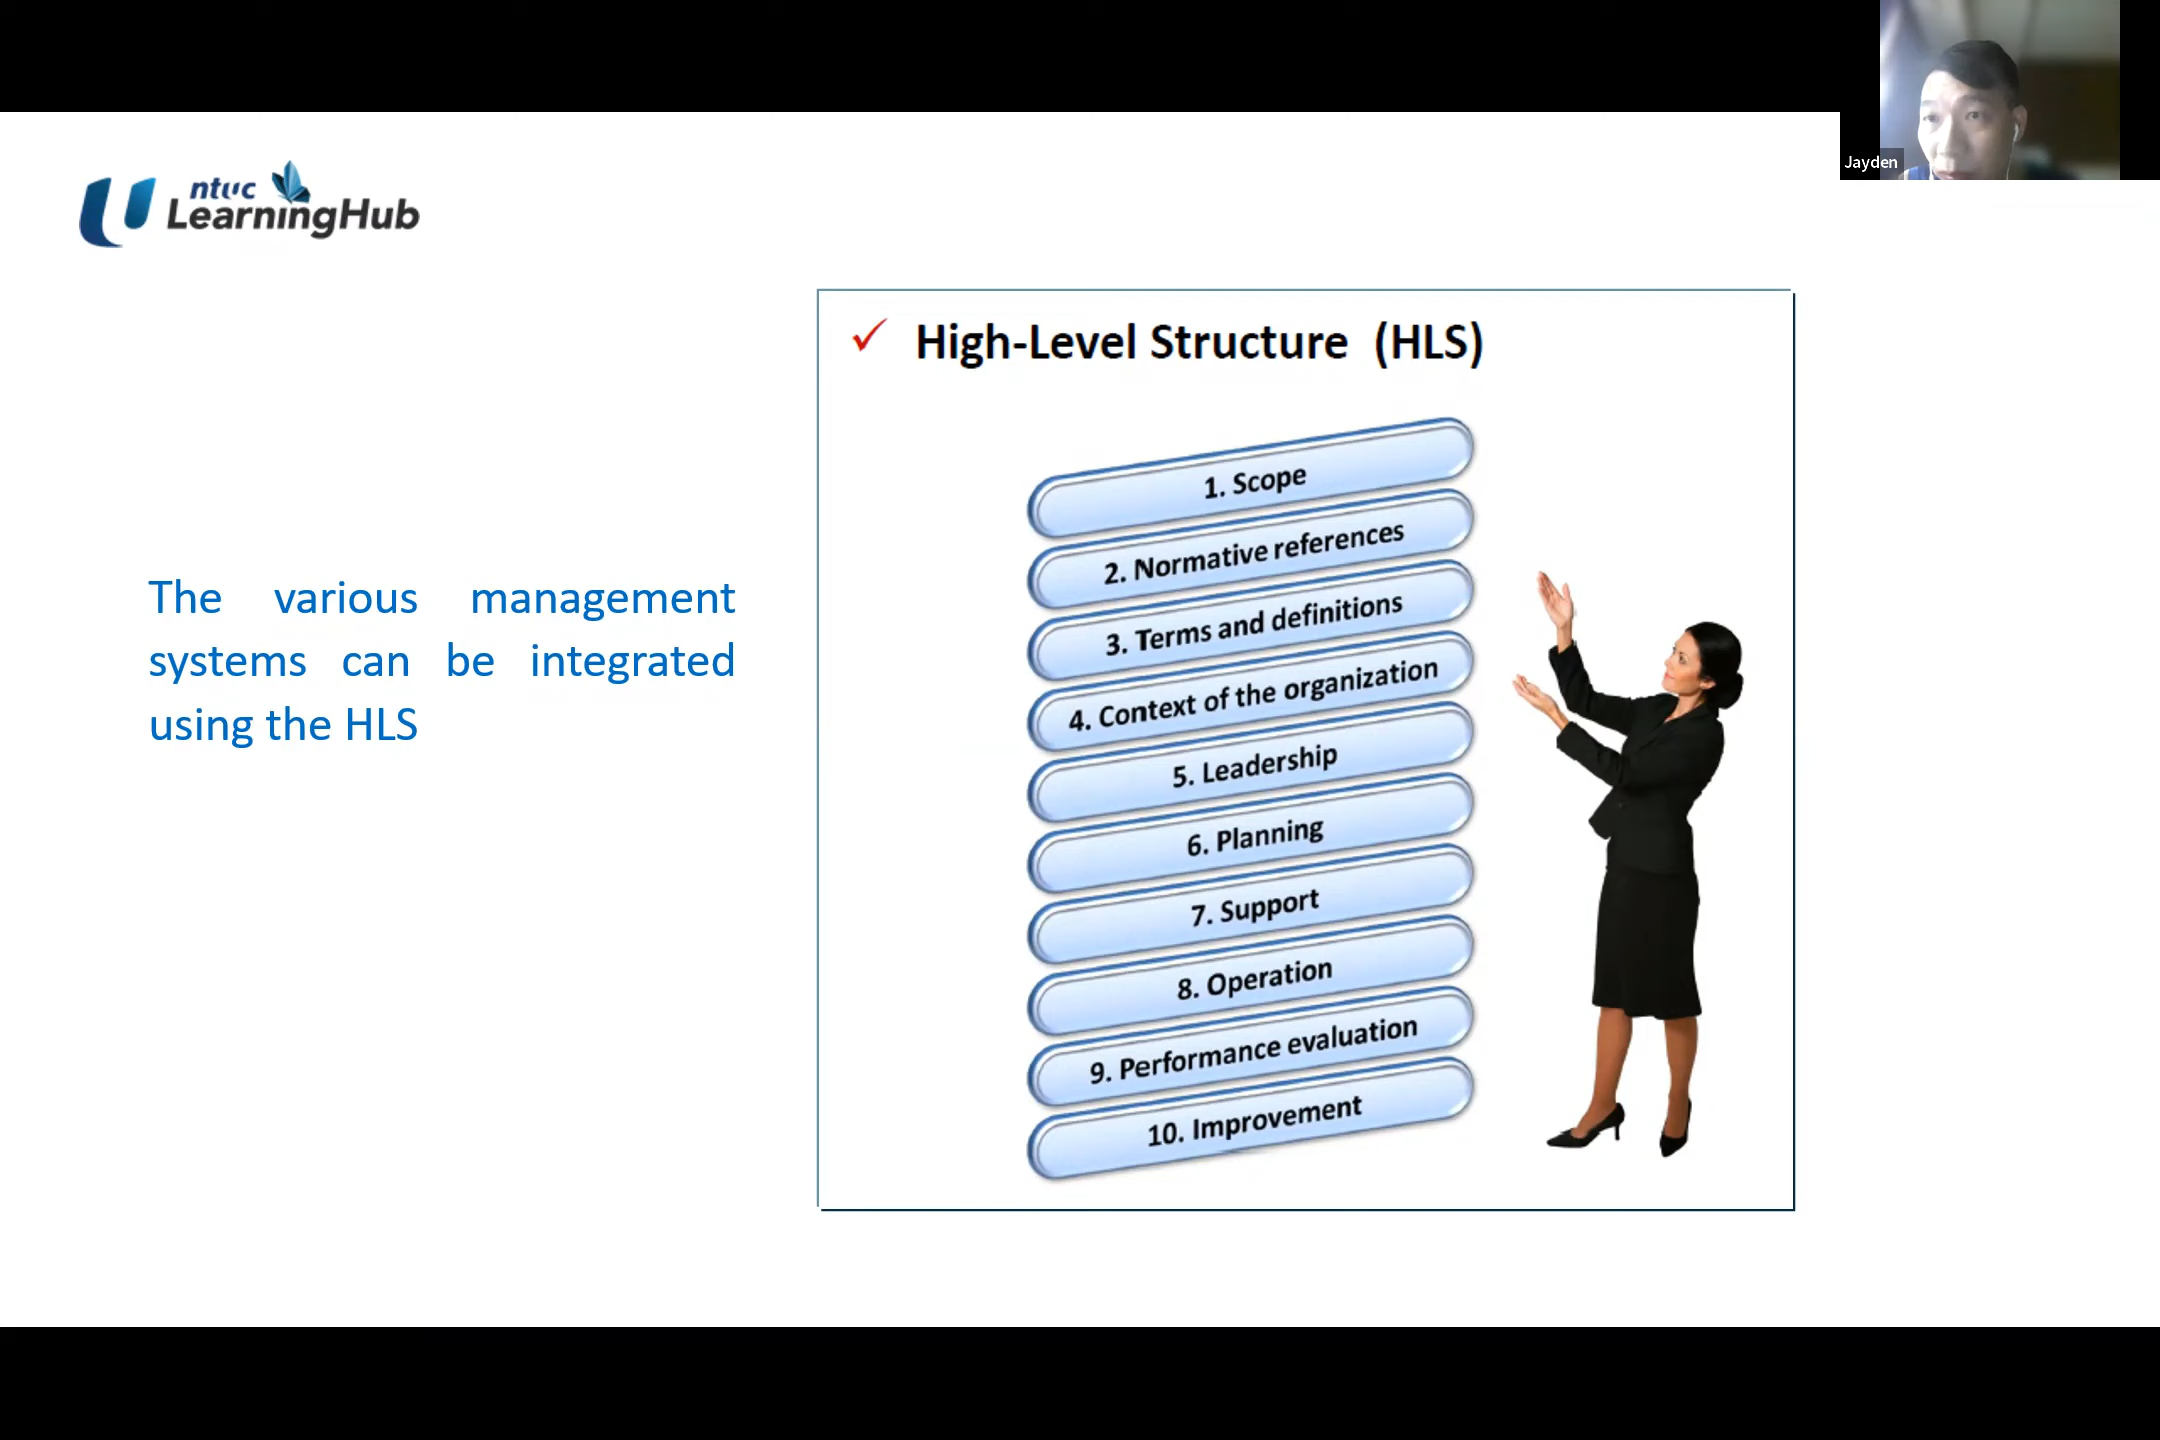 Jayden
ntuc
LearningHub
✓ High-Level Structure (HLS)
The various management
systems can be integrated
using the HLS
1. Scope
2. Normative references
3. Terms and definitions
4. Context of the organization
5. Leadership
6. Planning
7. Support
8. Operation
9. Performance evaluation
10. Improvement